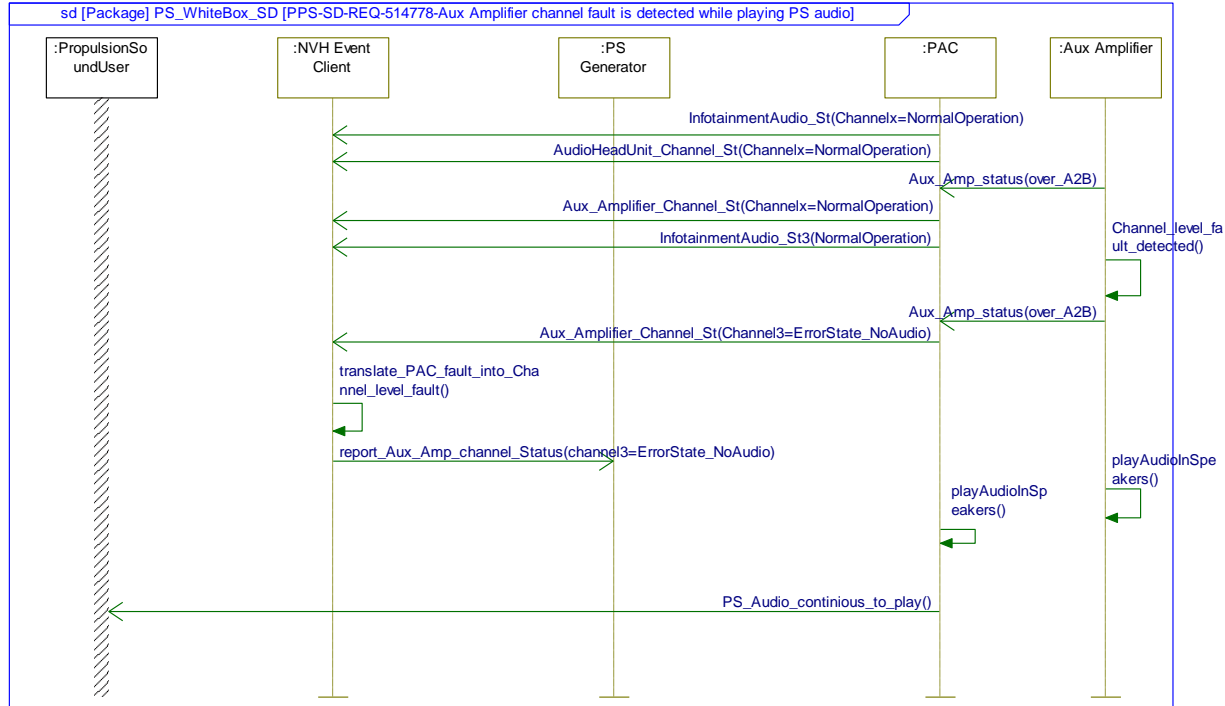 sd [Package] PS_WhiteBox_SD [PPS-SD-REQ-514778-Aux Amplifier channel fault is detected while playing PS audio]
:PropulsionSo
undUser
:NVH Event
Client
:PS
Generator
:PAC
:Aux Amplifier
InfotainmentAudio_St(Channelx=NormalOperation)
AudioHeadUnit_Channel_St(Channelx=NormalOperation)
Aux_Amp_status(over_A2B)
Aux_Amplifier_Channel_St(Channelx=NormalOperation)
InfotainmentAudio_St3(NormalOperation)
Channel_level_fa
ult_detected()
Aux_Amp_status(over_A2B)
Aux_Amplifier_Channel_St(Channel3=ErrorState_NoAudio)
translate_PAC_fault_into_Cha
nnel_level_fault()
report_Aux_Amp_channel_Status(channel3=ErrorState_NoAudio)
playAudioInSpe
akers()
playAudioInSp
eakers()
PS_Audio_continious_to_play()